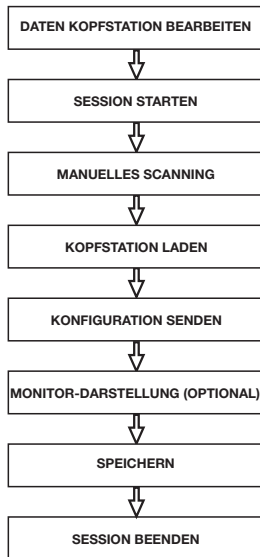 DATEN KOPFSTATION BEARBEITEN
SESSION STARTEN
MANUELLES SCANNING
KOPFSTATION LADEN
KONFIGURATION SENDEN
MONITOR-DARSTELLUNG (OPTIONAL)
SPEICHERN
SESSION BEENDEN